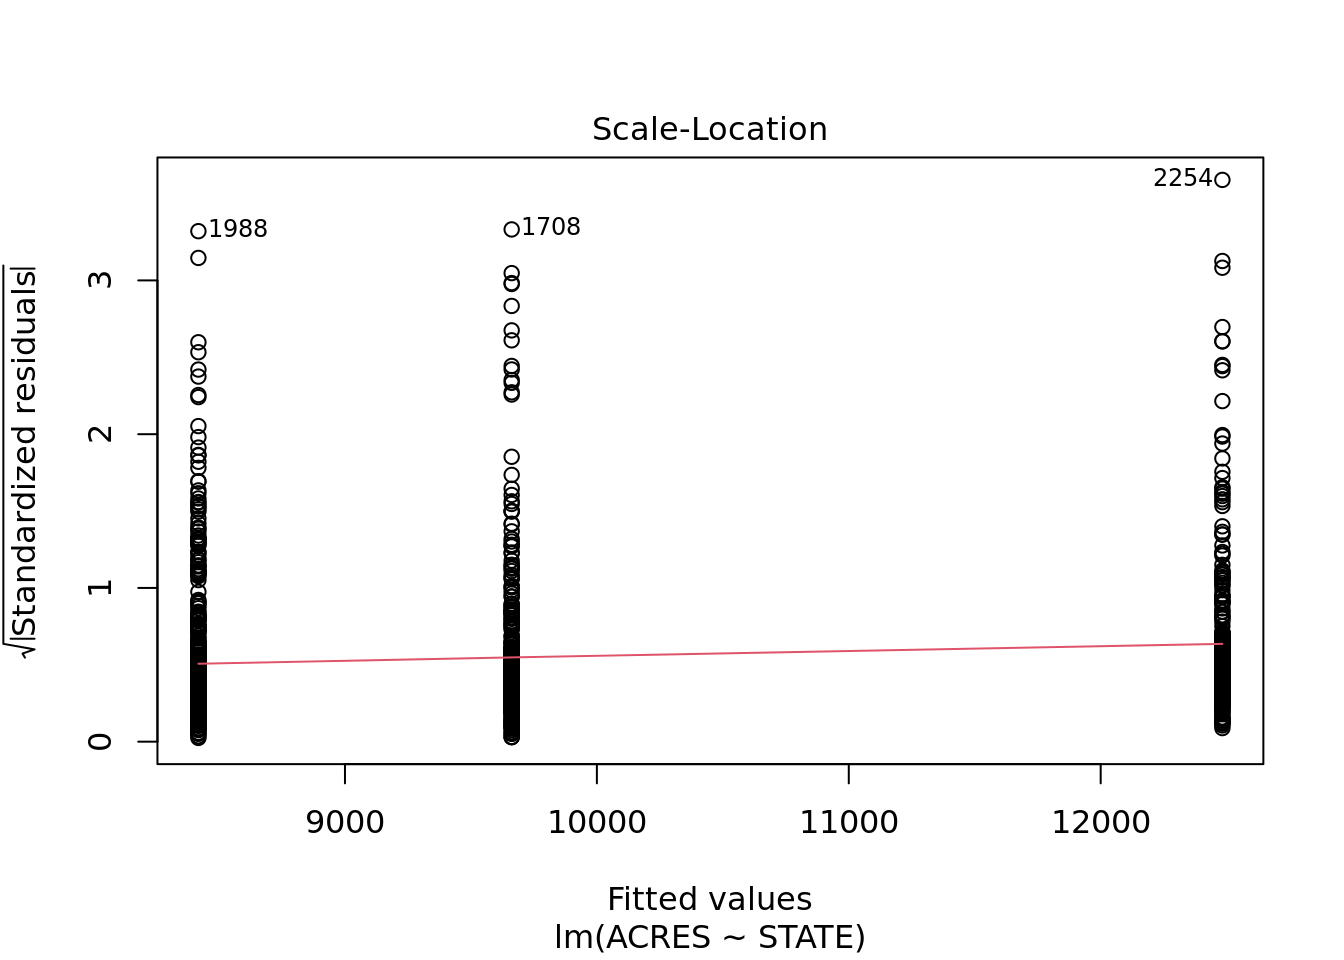 Scale-Location
√|Standardized residuals|
3
2
1
0
1988
1708
2254
9000 10000 11000 12000
Fitted values
lm(ACRES ~ STATE)